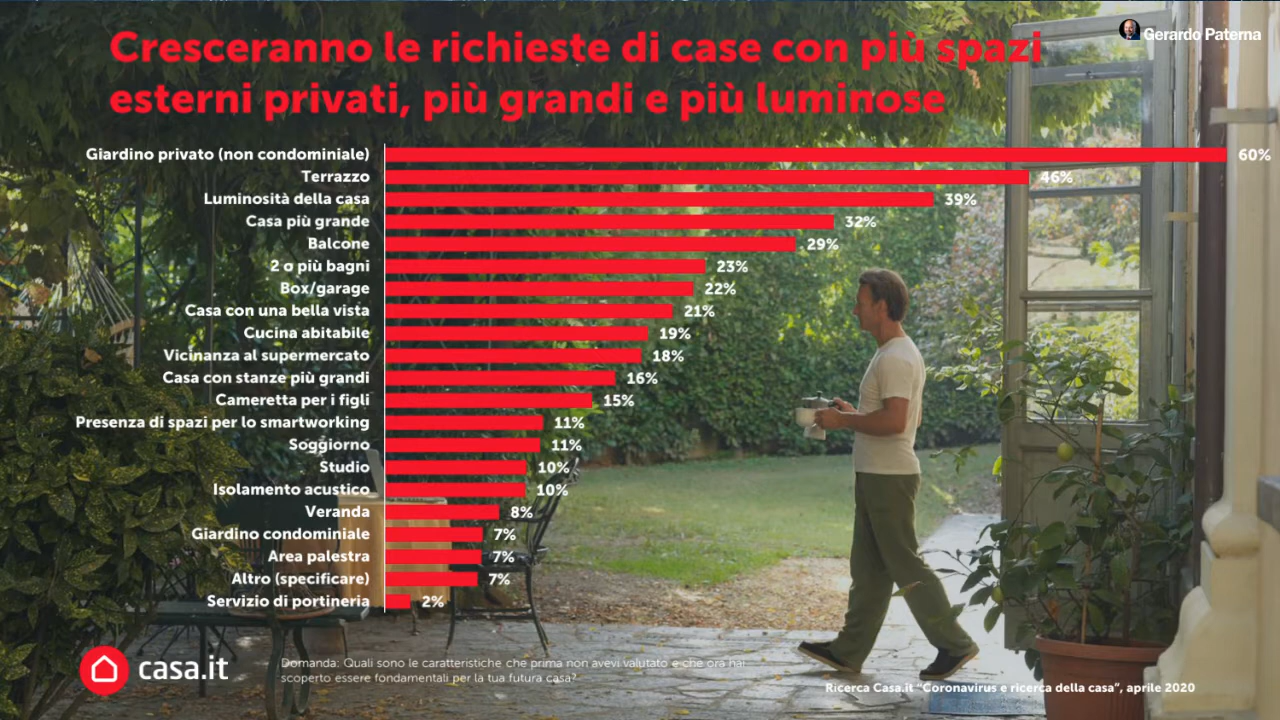 Gerardo Paterna
Cresceranno le richieste di case con più spazi
esterni privati, più grandi e più luminose
Giardino privato (non condominiale) 60%
Terrazzo 46%
Luminosità della casa 39%
Casa più grande 32%
Balcone 29%
2 o più bagni 23%
Box/garage 22%
Casa con una bella vista 21%
Cucina abitabile 19%
Vicinanza al supermercato 18%
Casa con stanze più grandi 16%
Cameretta per i figli 15%
Presenza di spazi per lo smartworking 11%
Soggiorno 11%
Studio 10%
Isolamento acustico 10%
Veranda 8%
Giardino condominiale 7%
Area palestra 7%
Altro (specificare) 7%
Servizio di portineria 2%
casa.it
Domanda: Quali sono le caratteristiche che prima non avevi valutato e che ora hai
scoperto essere fondamentali per la tua futura casa?
Ricerca Casa.it “Coronavirus e ricerca della casa”, aprile 2020